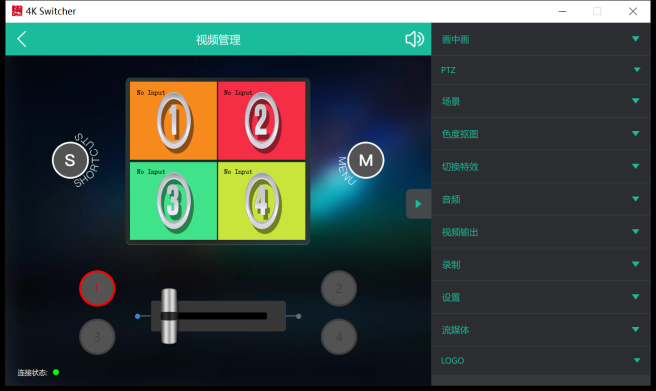 4K Switcher
视频管理
No Input
1
No Input
2
No Input
3
No Input
4
S
SHORTCUTS
M
MENU
1
2
3
4
连接状态:
画中画
PTZ
场景
色度抠图
切换特效
音频
视频输出
录制
设置
流媒体
LOGO